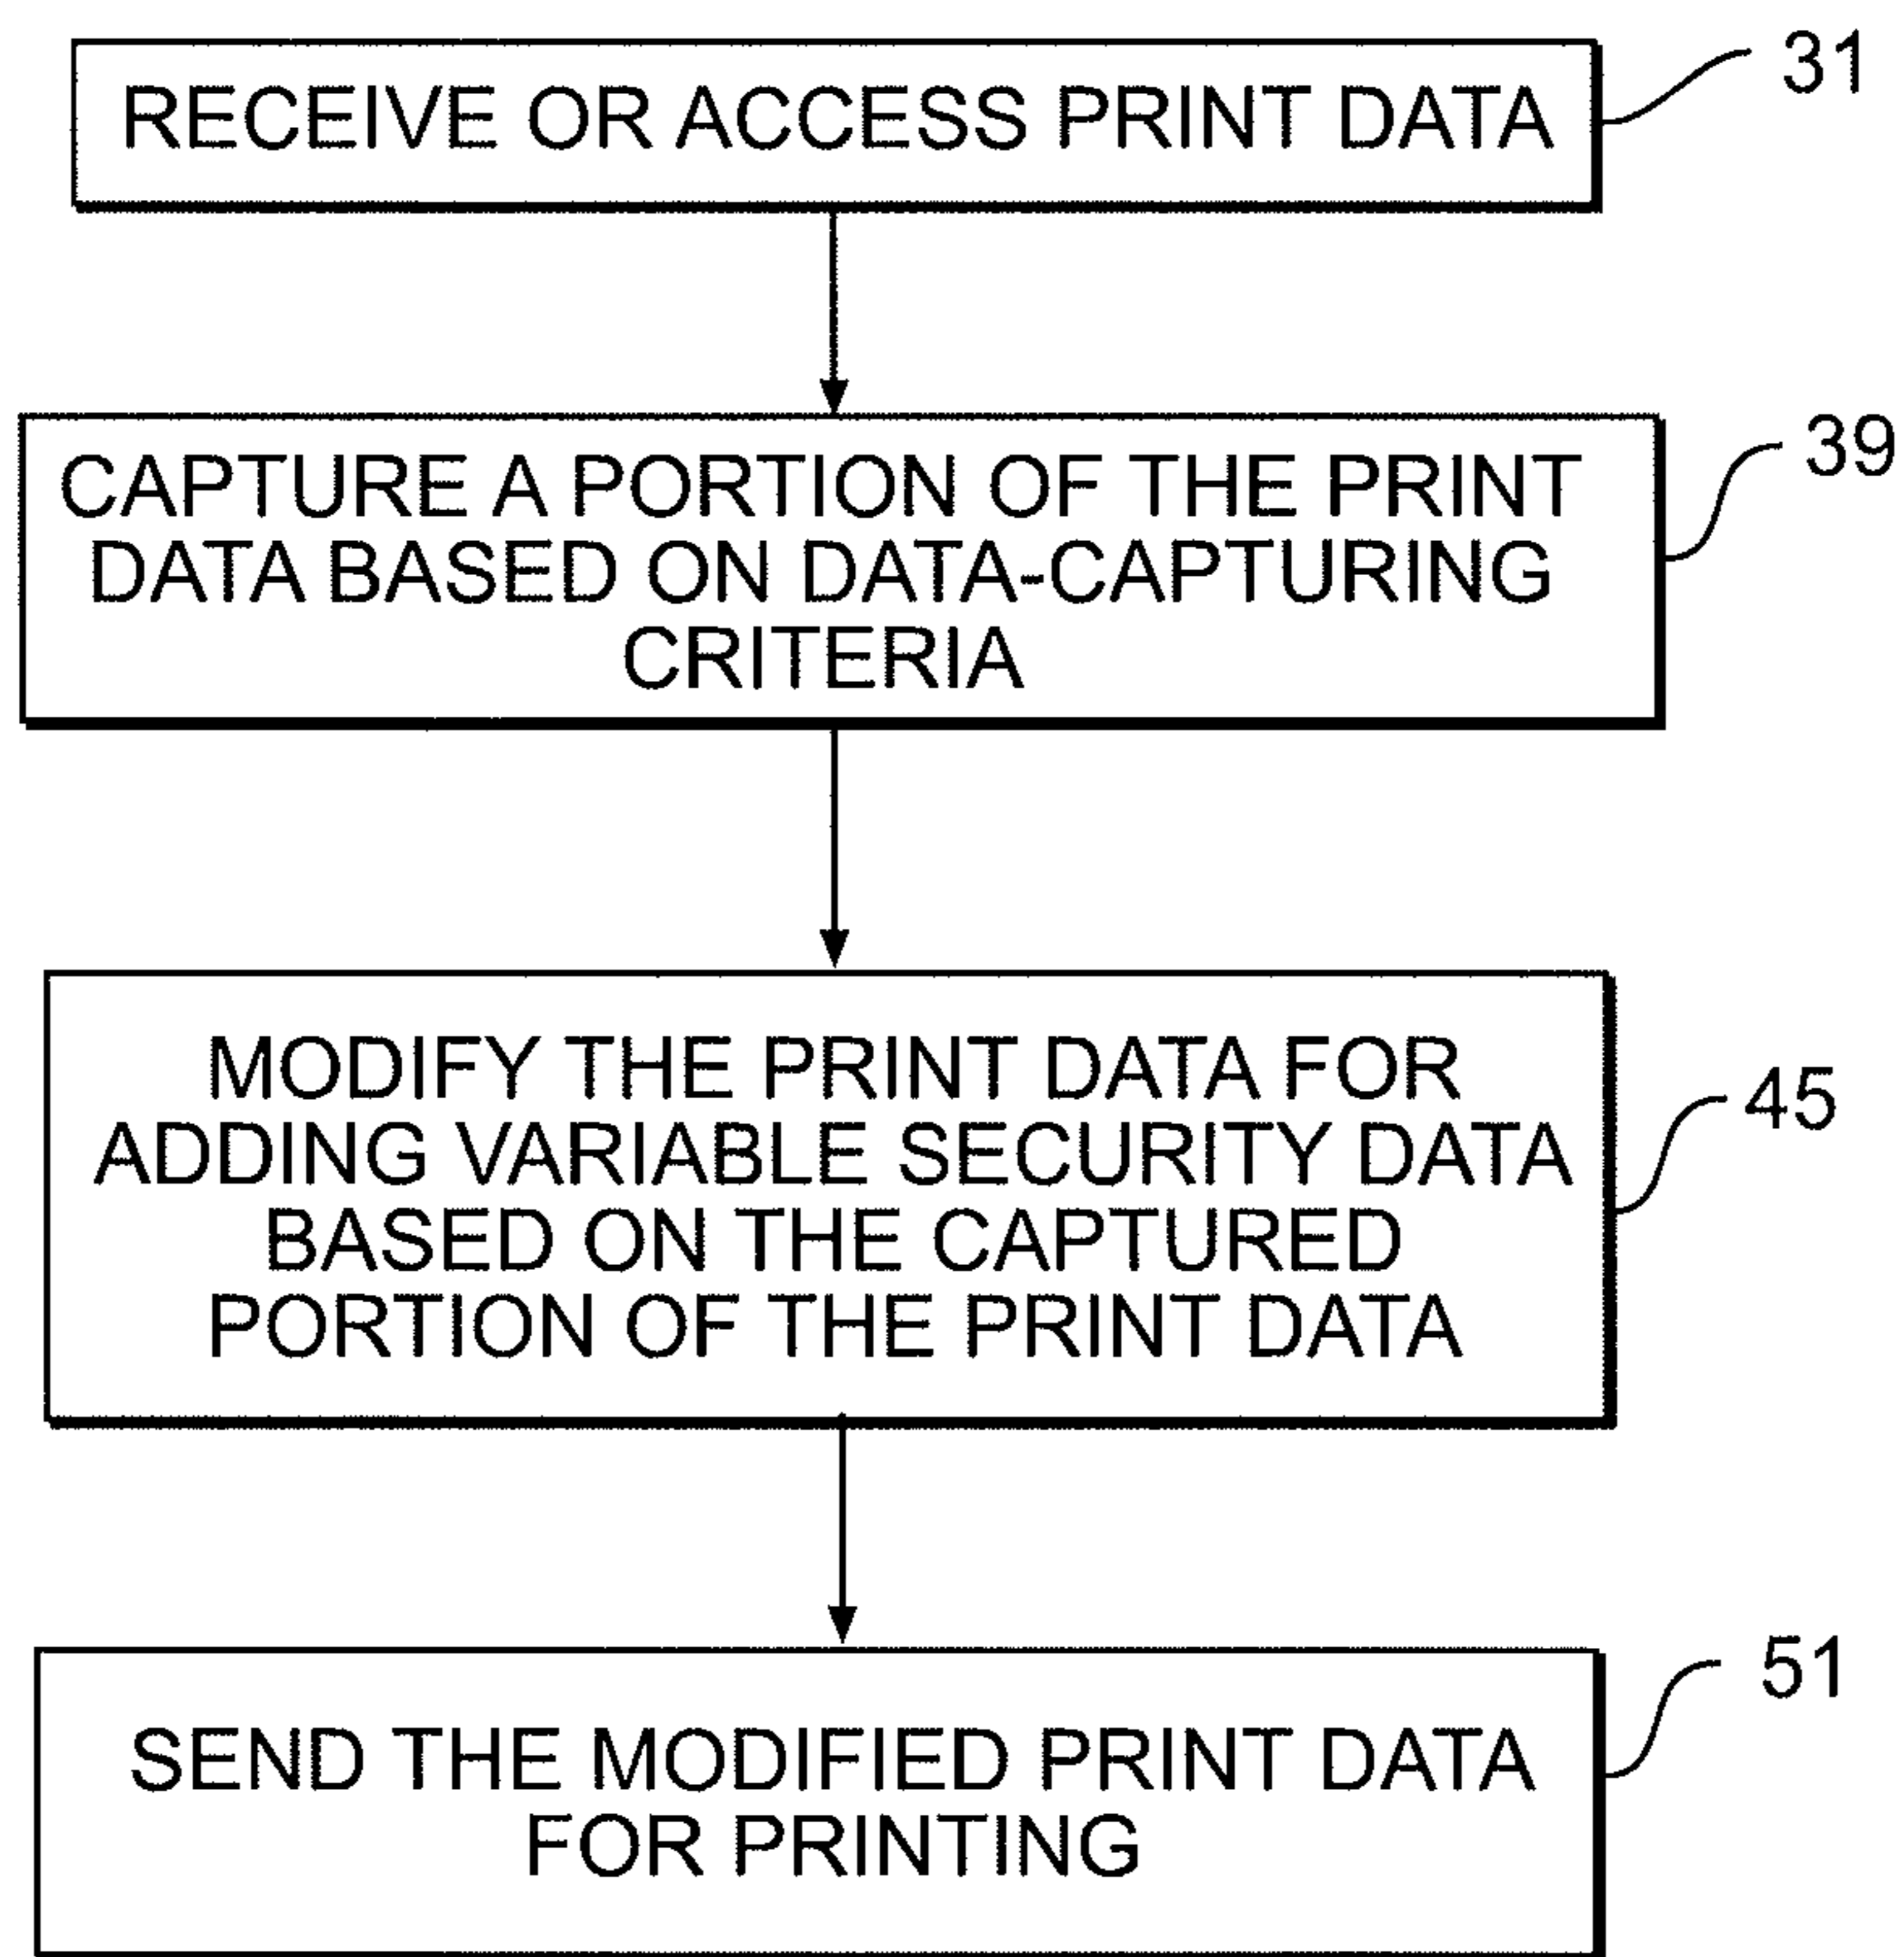 RECEIVE OR ACCESS PRINT DATA
31
CAPTURE A PORTION OF THE PRINT
DATA BASED ON DATA-CAPTURING
CRITERIA
39
MODIFY THE PRINT DATA FOR
ADDING VARIABLE SECURITY DATA
BASED ON THE CAPTURED
PORTION OF THE PRINT DATA
45
SEND THE MODIFIED PRINT DATA
FOR PRINTING
51